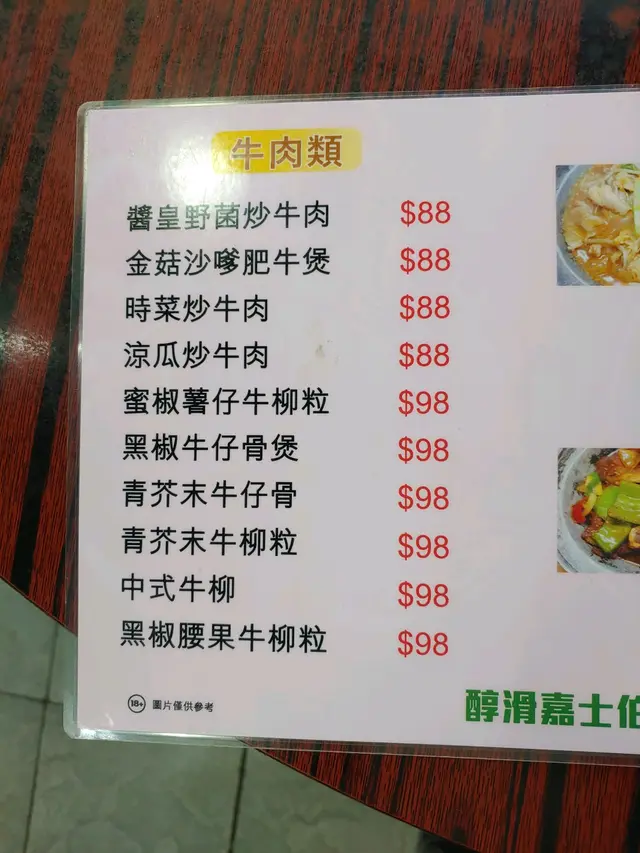 牛肉類
醬皇野菌炒牛肉 $88
金菇沙嗲肥牛煲 $88
時菜炒牛肉 $88
涼瓜炒牛肉 $88
蜜椒薯仔牛柳粒 $98
黑椒牛仔骨煲 $98
青芥末牛仔骨 $98
青芥末牛柳粒 $98
中式牛柳 $98
黑椒腰果牛柳粒 $98
18+ 圖片僅供參考
醇滑嘉士伯